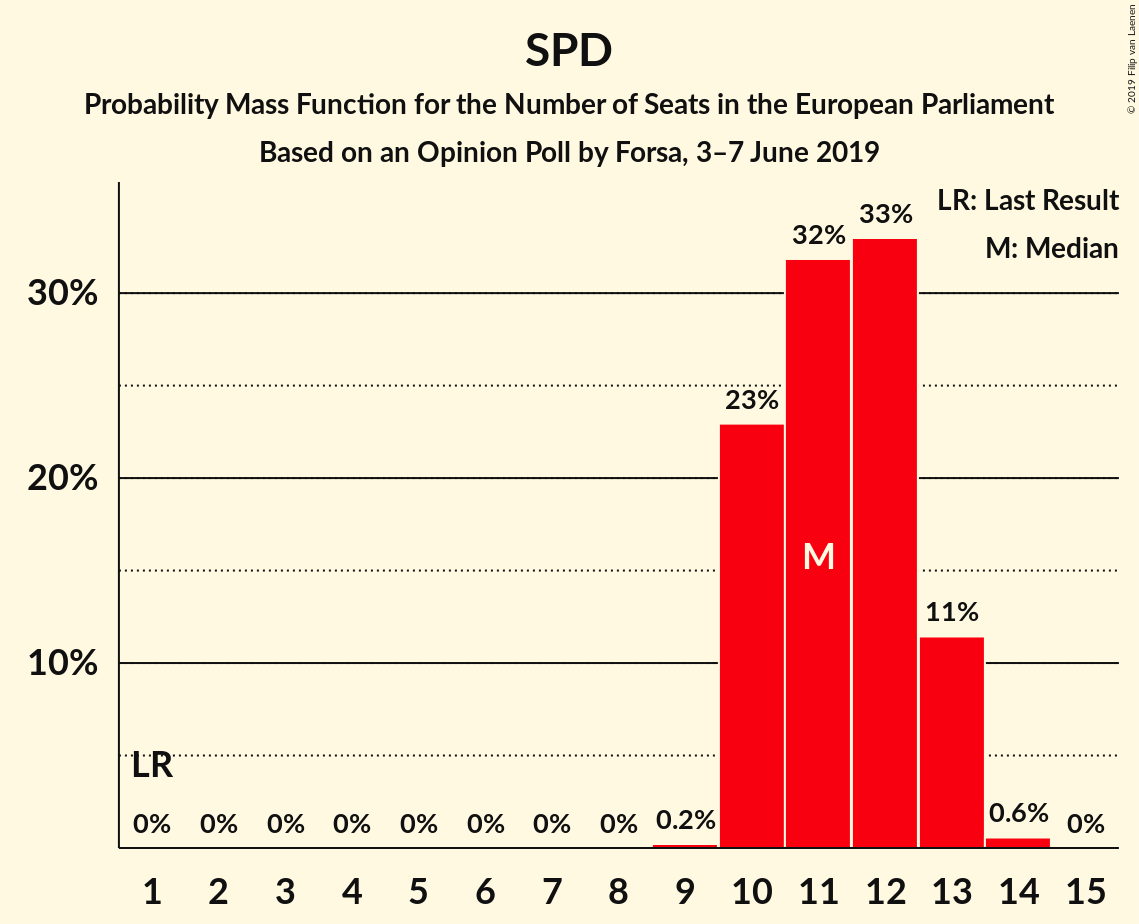 SPD
Probability Mass Function for the Number of Seats in the European Parliament
Based on an Opinion Poll by Forsa, 3–7 June 2019
© 2019 Filip van Laenen
LR: Last Result
M: Median
30%
20%
10%
LR
M
0% 0% 0% 0% 0% 0% 0% 0% 0.2% 23% 32% 33% 11% 0.6% 0%
1 2 3 4 5 6 7 8 9 10 11 12 13 14 15